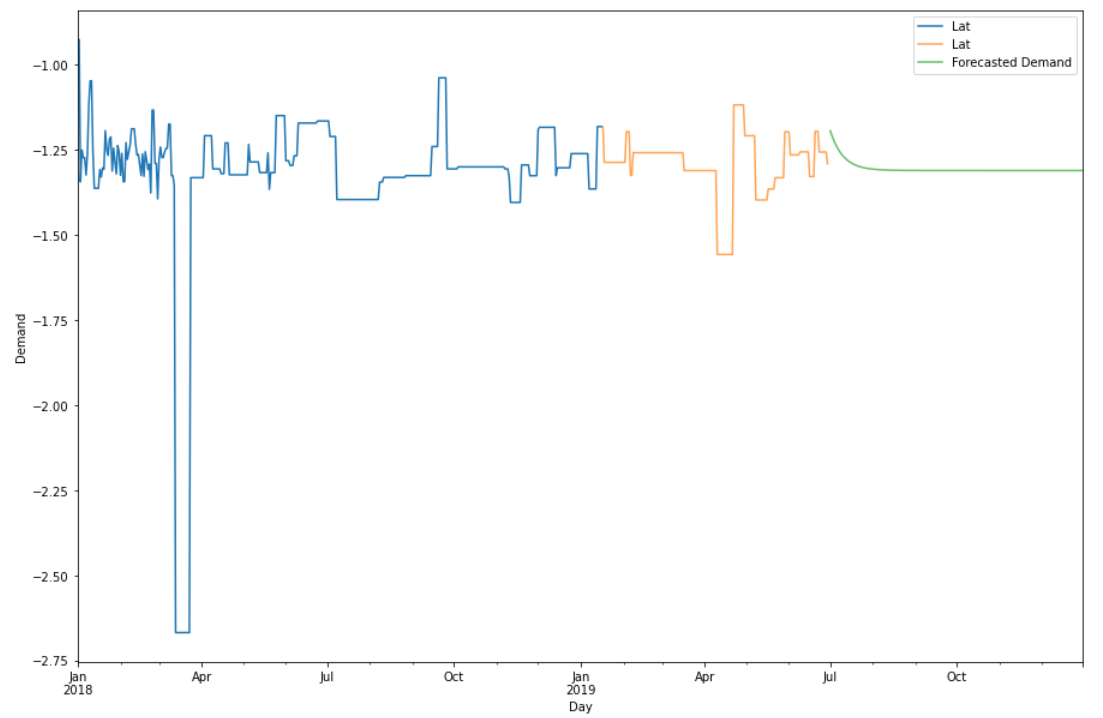 Lat
Lat
Forecasted Demand
−1.00
−1.25
−1.50
−1.75
−2.00
−2.25
−2.50
−2.75
Demand
Jan Apr Jul Oct Jan Apr Jul Oct
2018 2019
Day